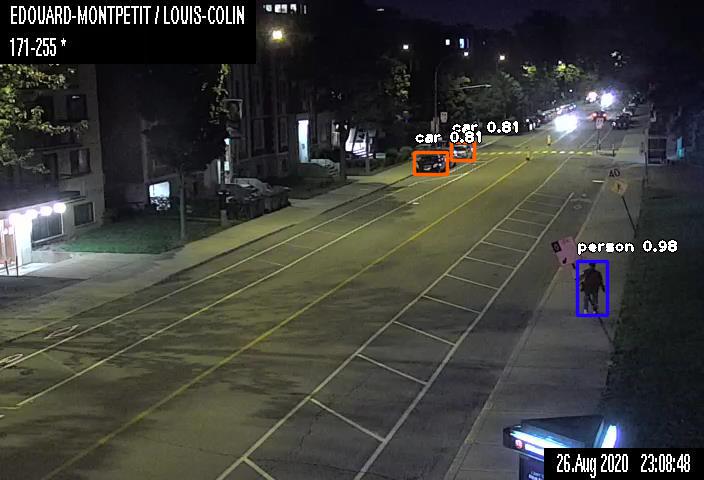 EDOUARD-MONTPETIT / LOUIS-COLIN
171-255 *
car 0.81
car 0.81
40
person 0.98
26.Aug 2020 23:08:48